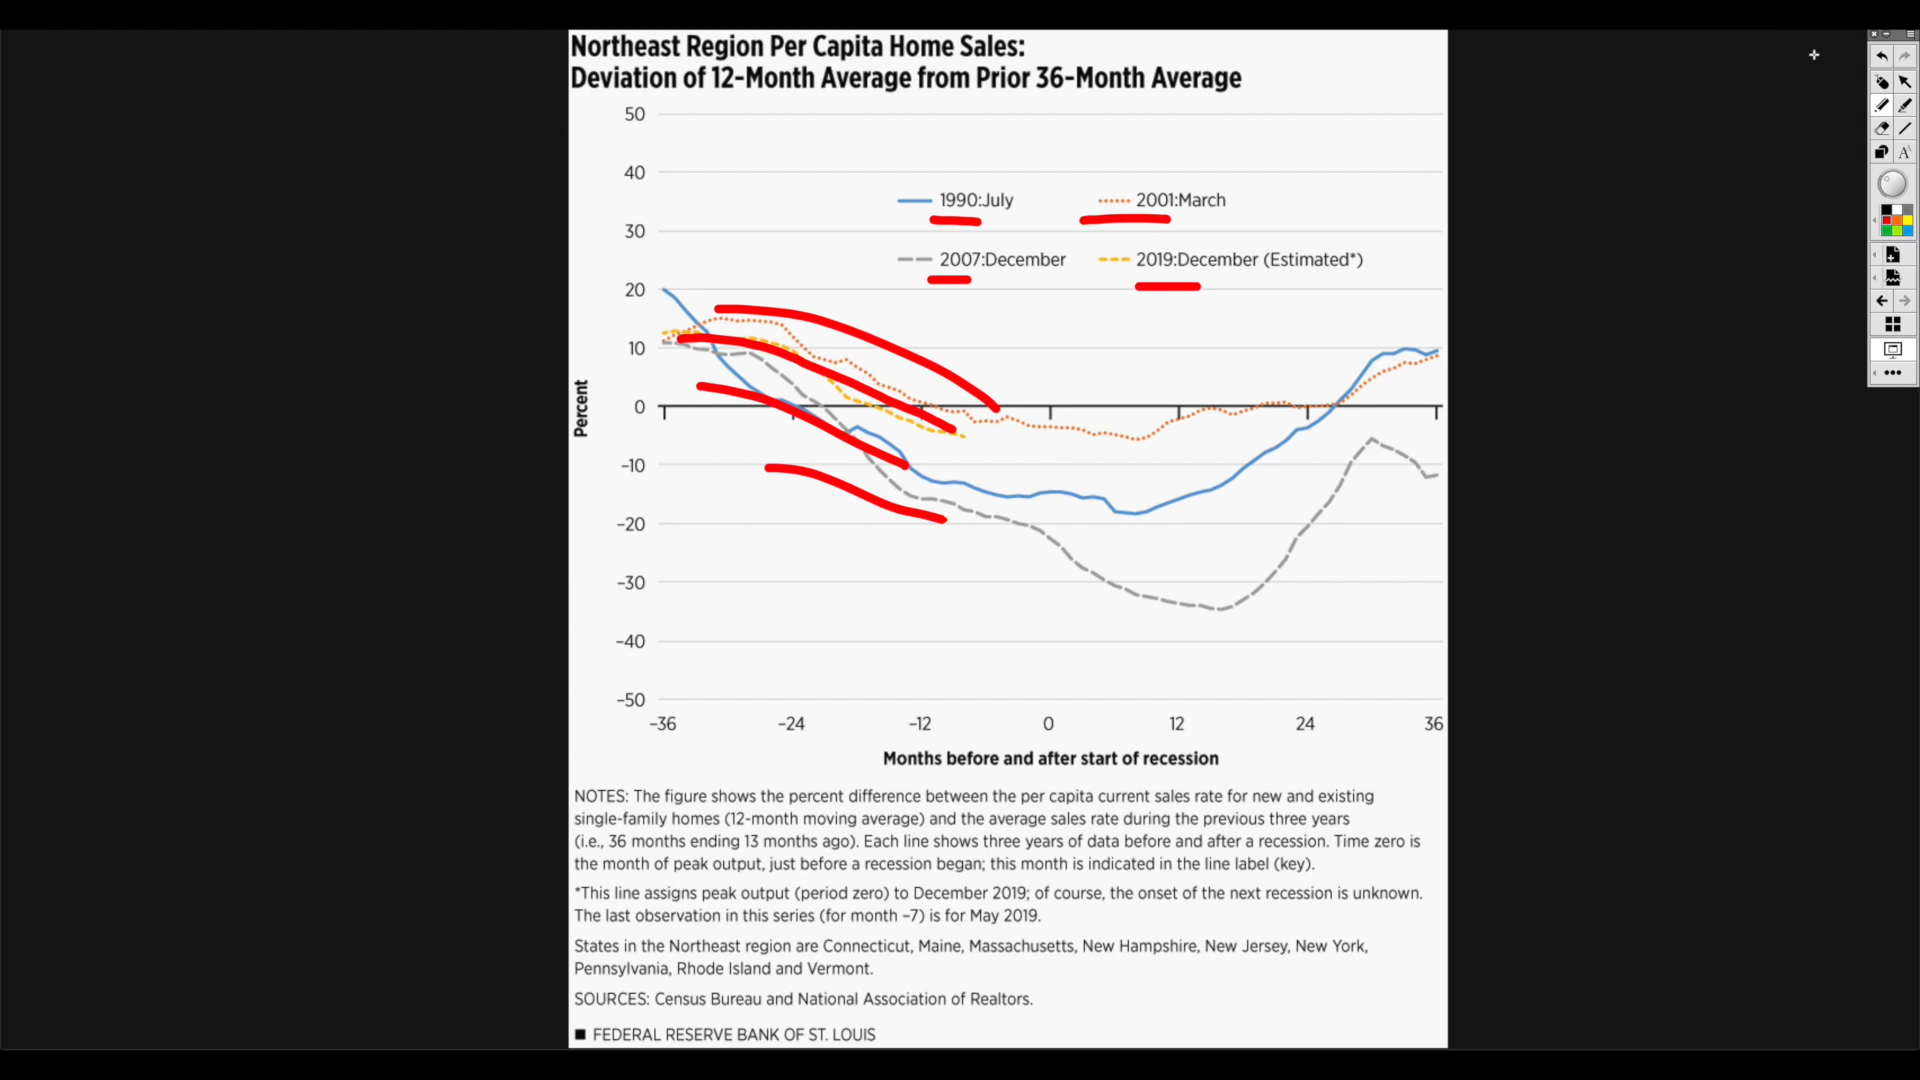 Northeast Region Per Capita Home Sales:
Deviation of 12-Month Average from Prior 36-Month Average
50
40
1990:July 2001:March
30
2007:December 2019:December (Estimated*)
20
10
0
Percent
-10
-20
-30
-40
-50
-36 -24 -12 0 12 24 36
Months before and after start of recession
NOTES: The figure shows the percent difference between the per capita current sales rate for new and existing
single-family homes (12-month moving average) and the average sales rate during the previous three years
(i.e., 36 months ending 13 months ago). Each line shows three years of data before and after a recession. Time zero is
the month of peak output, just before a recession began; this month is indicated in the line label (key).
*This line assigns peak output (period zero) to December 2019; of course, the onset of the next recession is unknown.
The last observation in this series (for month -7) is for May 2019.
States in the Northeast region are Connecticut, Maine, Massachusetts, New Hampshire, New Jersey, New York,
Pennsylvania, Rhode Island and Vermont.
SOURCES: Census Bureau and National Association of Realtors.
FEDERAL RESERVE BANK OF ST. LOUIS